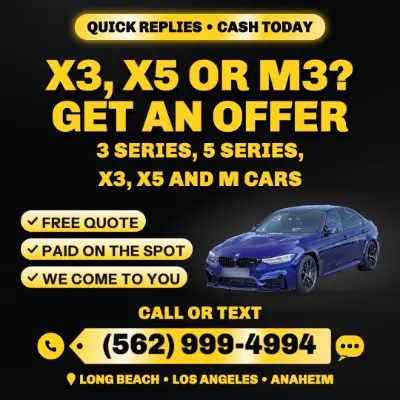 QUICK REPLIES • CASH TODAY
X3, X5 OR M3?
GET AN OFFER
3 SERIES, 5 SERIES,
X3, X5 AND M CARS
FREE QUOTE
PAID ON THE SPOT
WE COME TO YOU
CALL OR TEXT
(562) 999-4994
LONG BEACH • LOS ANGELES • ANAHEIM